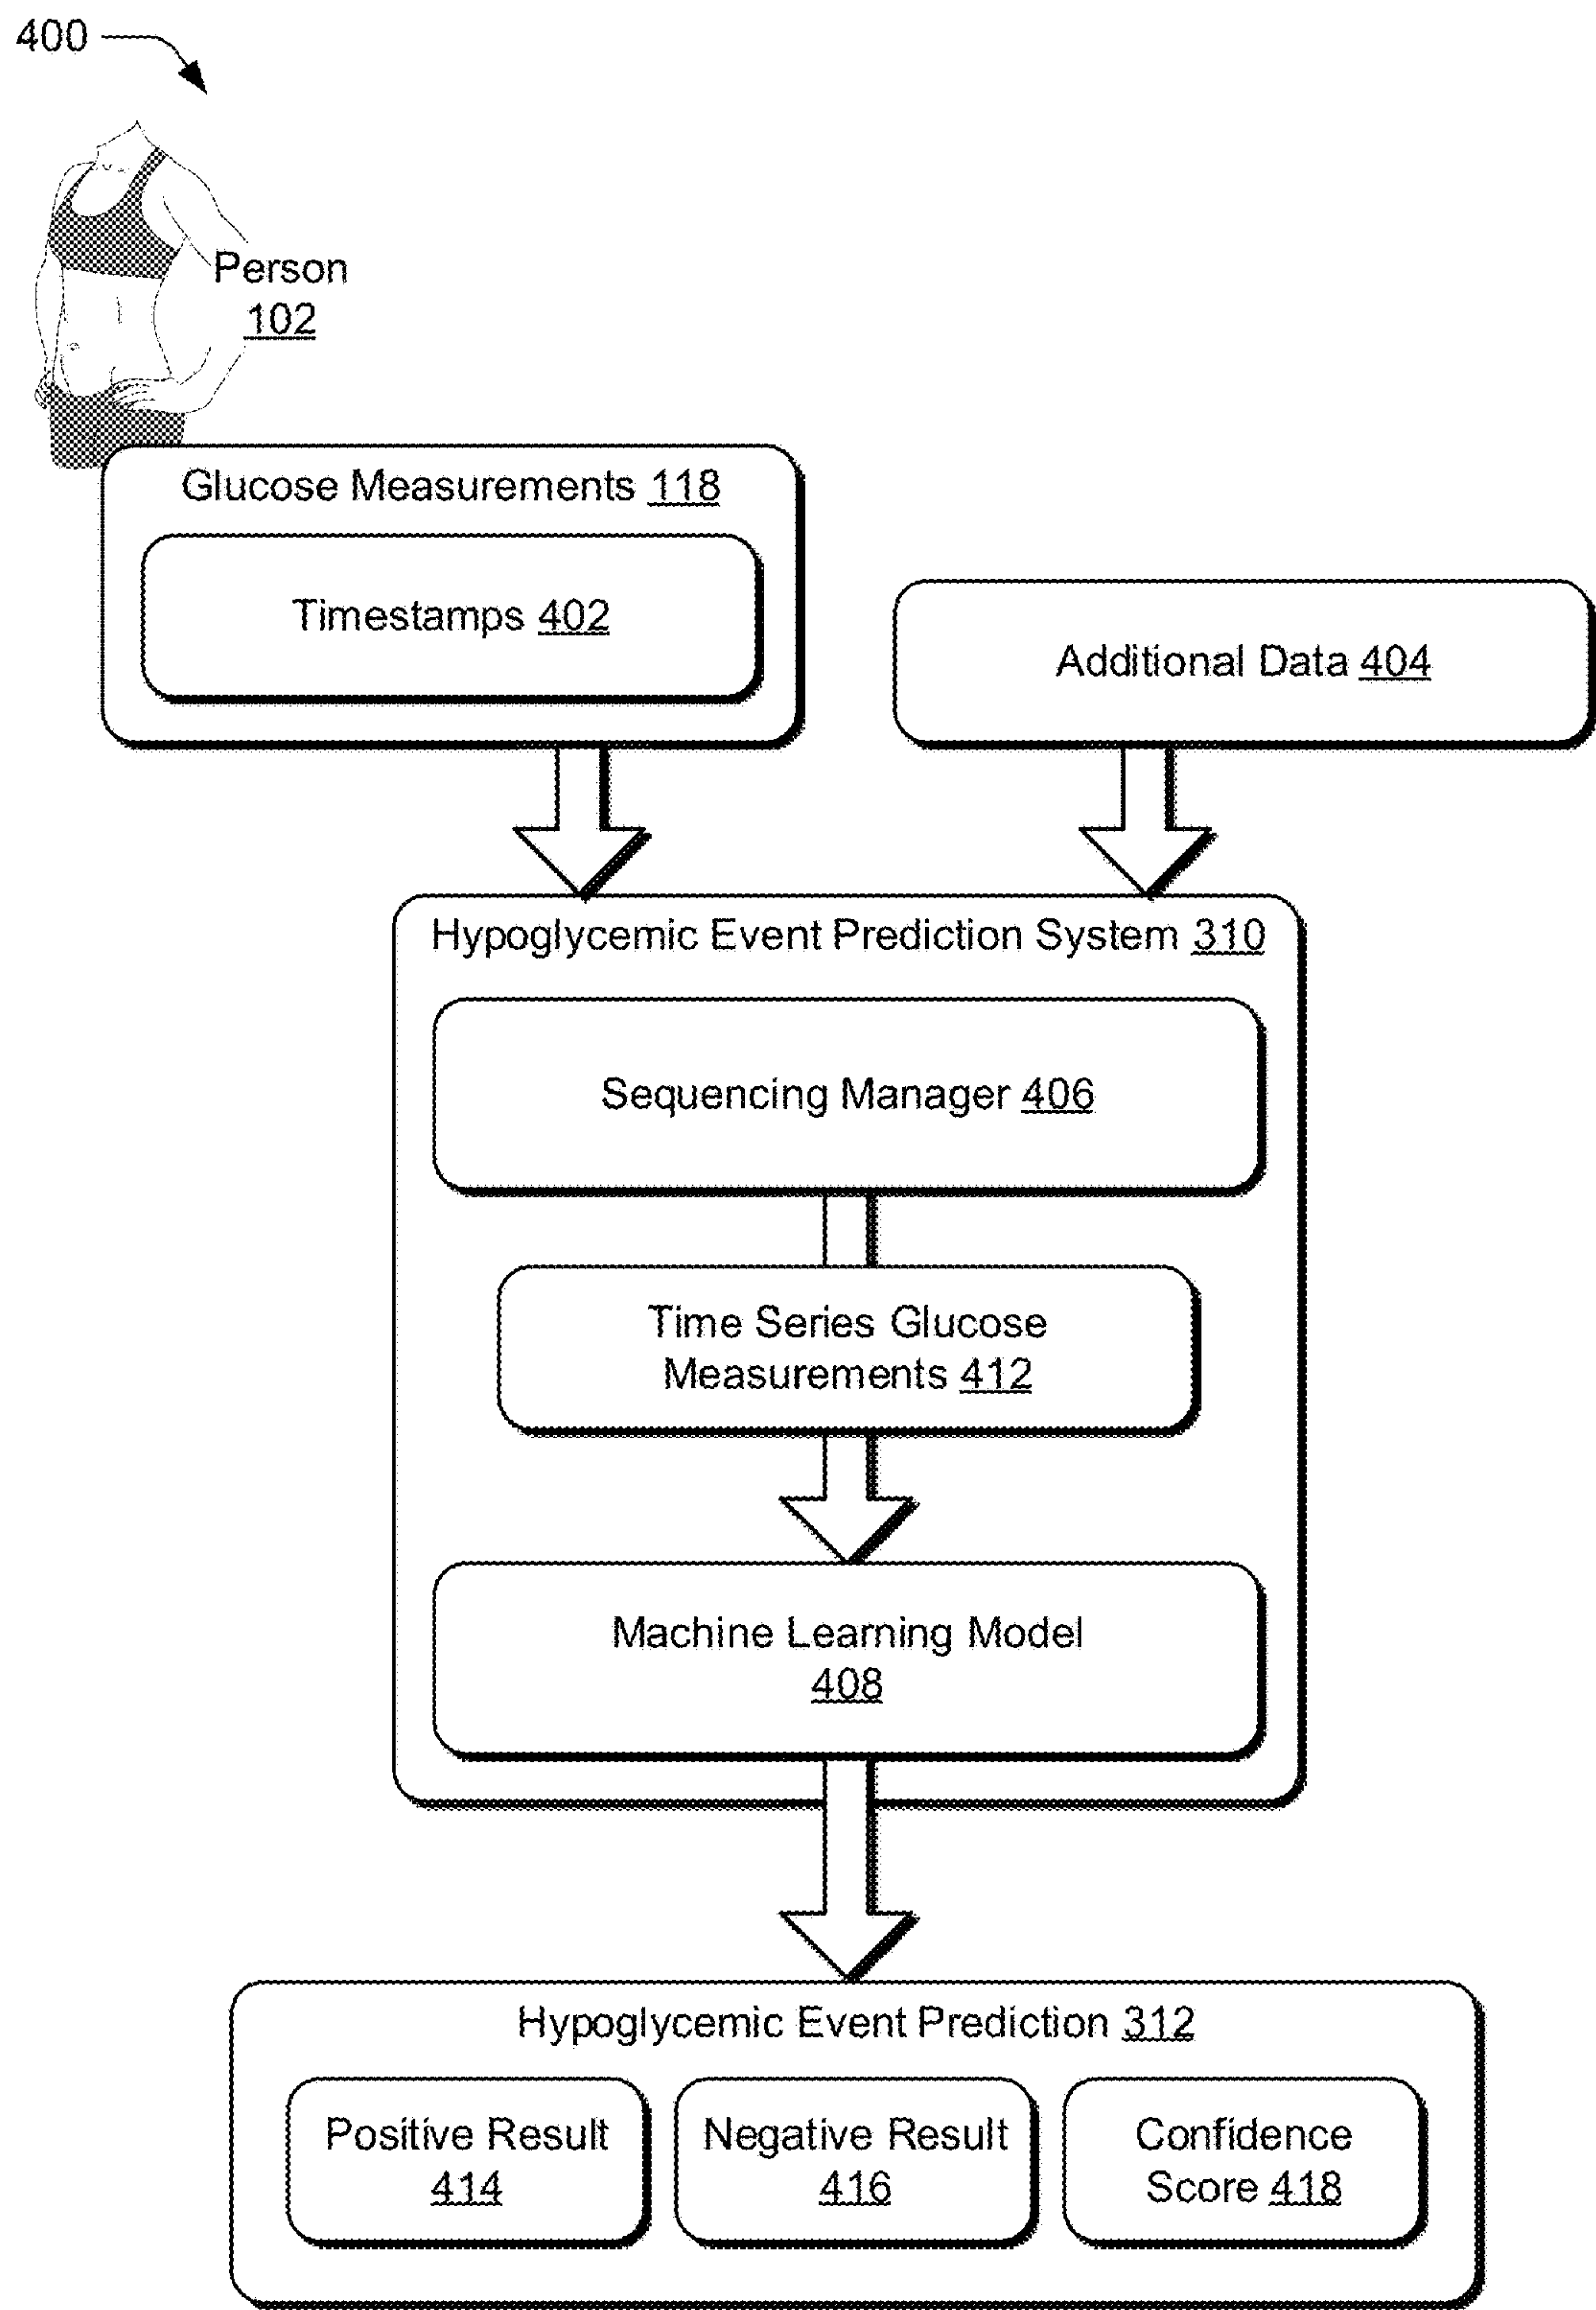 400
Person
102
Glucose Measurements 118
Timestamps 402
Additional Data 404
Hypoglycemic Event Prediction System 310
Sequencing Manager 406
Time Series Glucose
Measurements 412
Machine Learning Model
408
Hypoglycemic Event Prediction 312
Positive Result
414
Negative Result
416
Confidence
Score 418